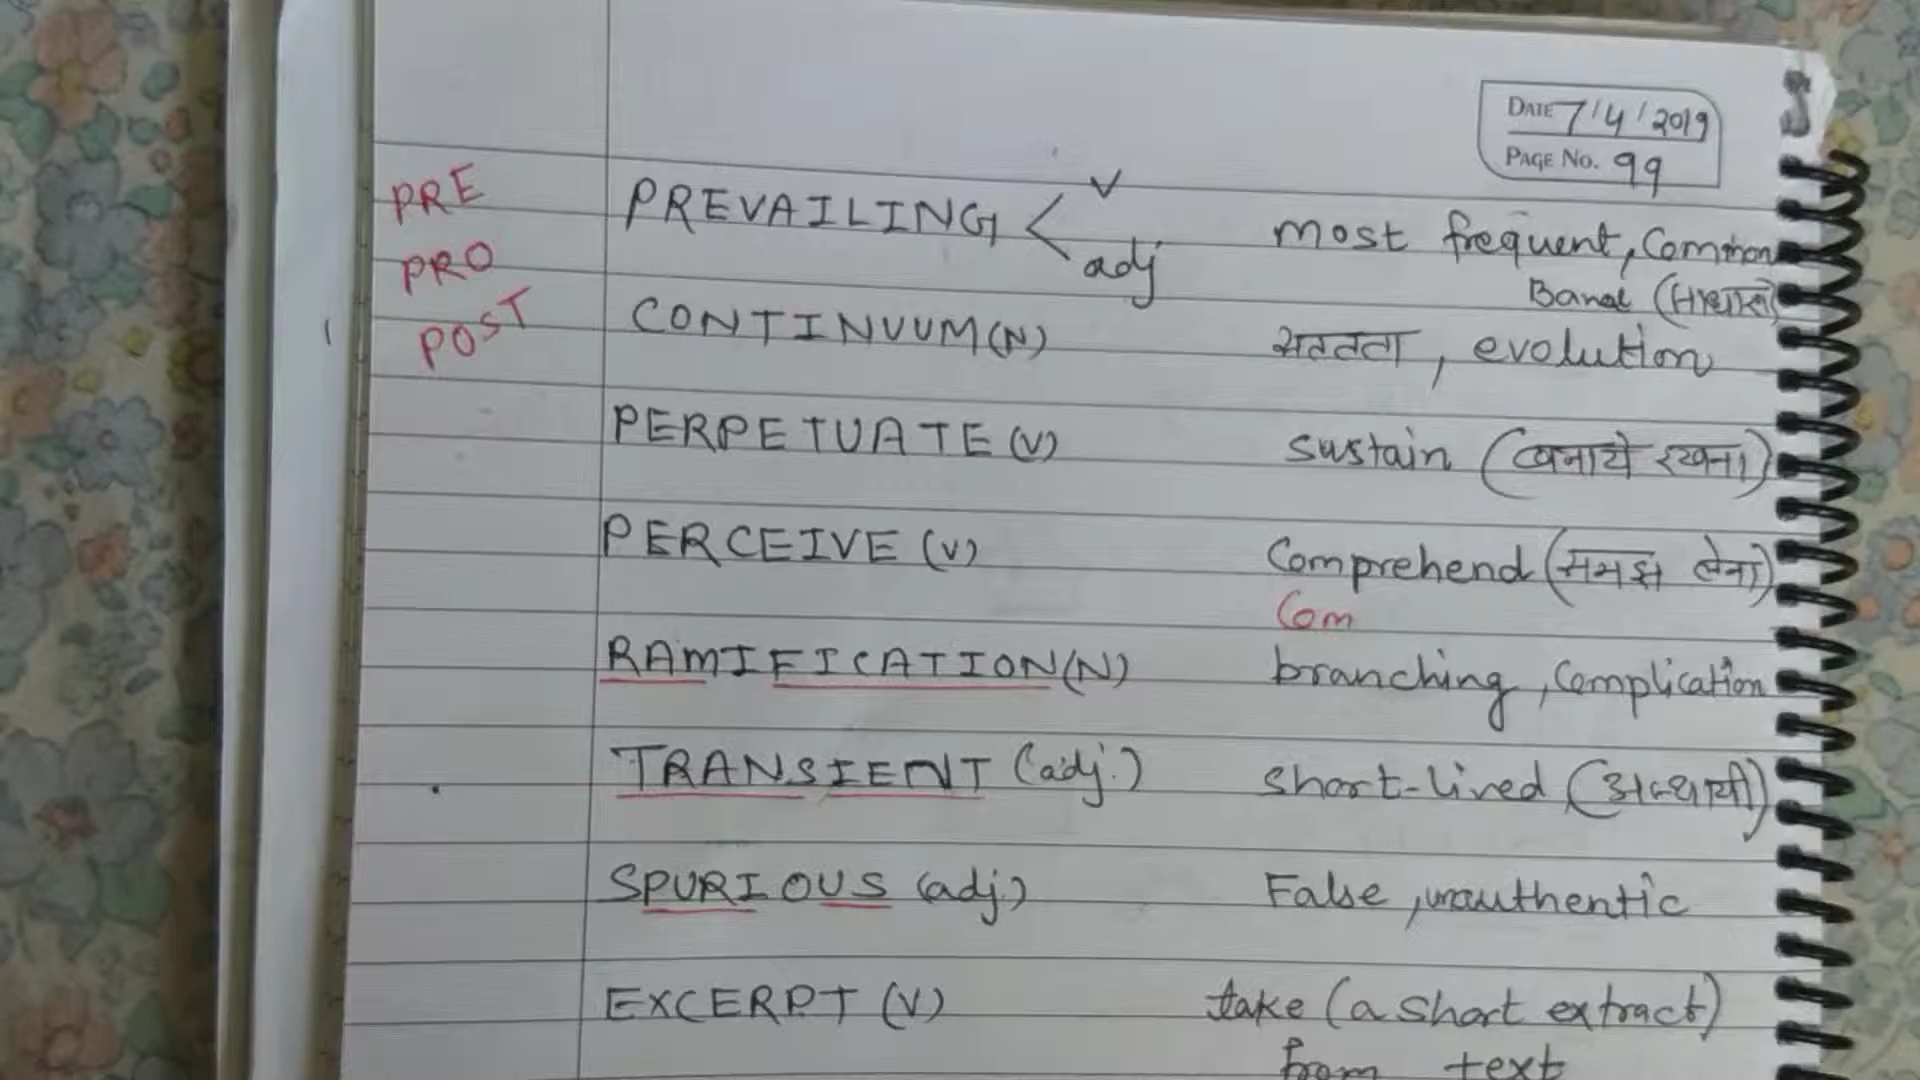 DATE 7/4/2019
PAGE NO. 99
PRE
PRO
POST
PREVAILING < v adj most frequent, Common
Banal
CONTINUUM (N) सततता, evolution
PERPETUATE (V) sustain (बनाये रखना)
PERCEIVE (V) Comprehend (समझ लेना)
Com
RAMIFICATION (N) branching, Complication
TRANSIENT (adj.) short-lived (अस्थायी)
SPURIOUS (adj.) False, unauthentic
EXCERPT (V) take (a short extract)
from text